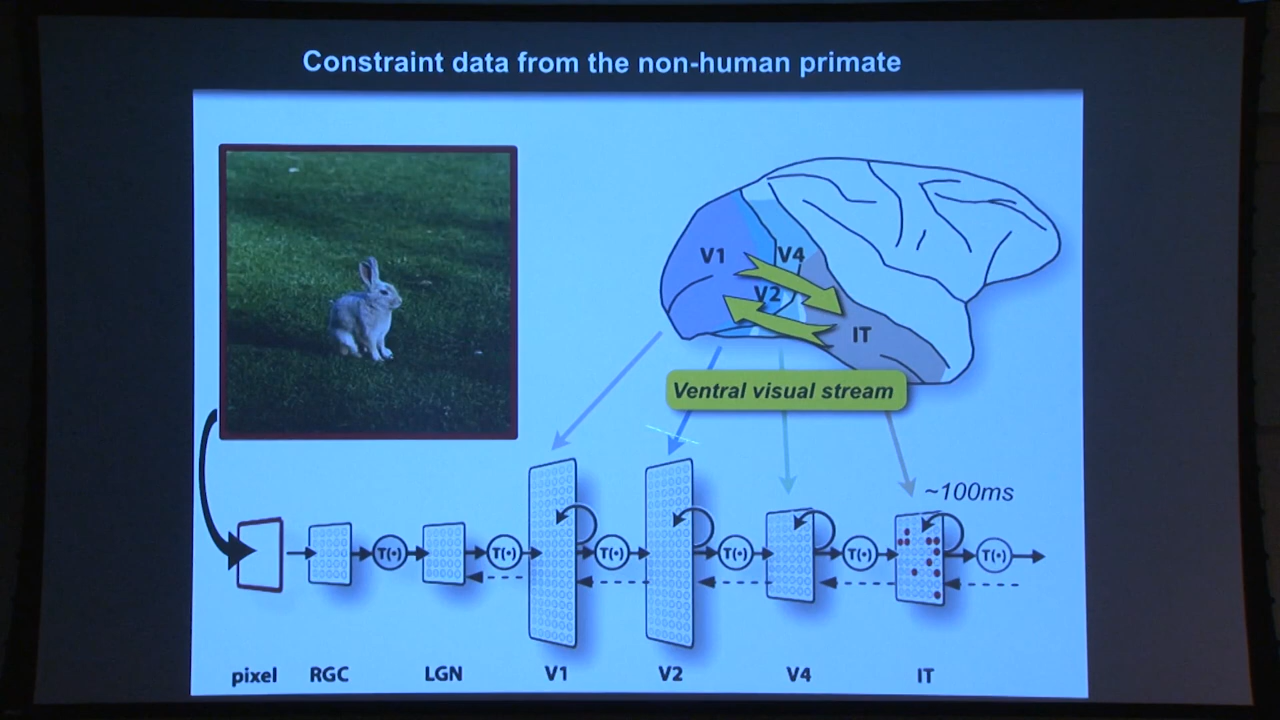 Constraint data from the non-human primate
V1
V4
V2
IT
Ventral visual stream
~100ms
T(•)
T(•)
T(•)
T(•)
T(•)
T(•)
T(•)
pixel
RGC
LGN
V1
V2
V4
IT